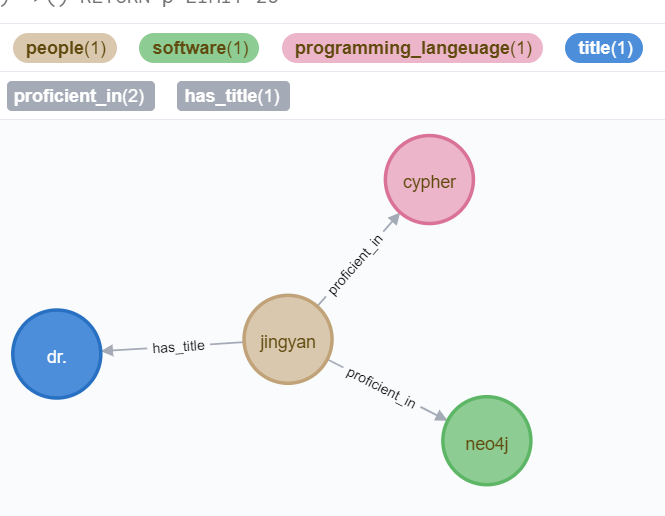 ) ->() RETURN p LIMIT 25
people(1) software(1) programming_langeuage(1) title(1)
proficient_in(2) has_title(1)
cypher
proficient_in
jingyan
has_title
dr.
proficient_in
neo4j